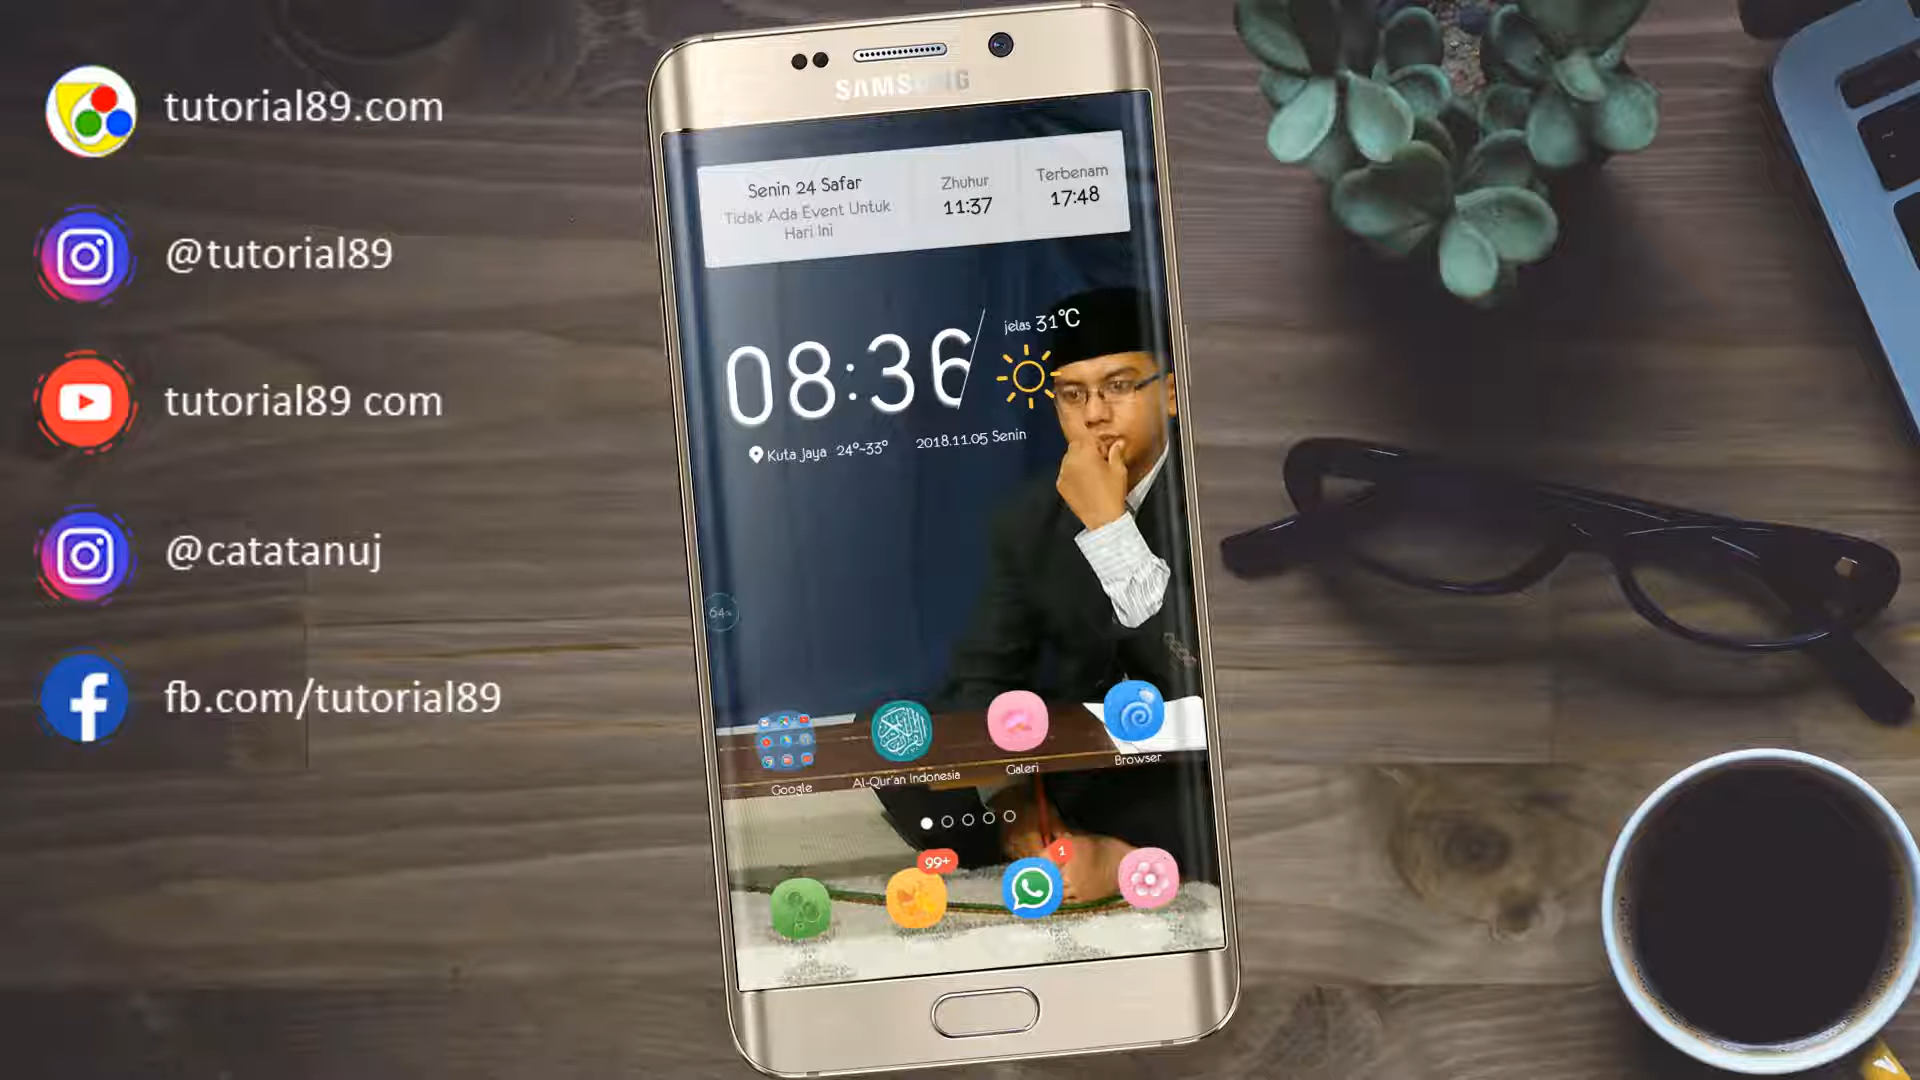 tutorial89.com
@tutorial89
tutorial89 com
@catatanuj
fb.com/tutorial89
SAMSUNG
Senin 24 Safar
Tidak Ada Event Untuk
Hari Ini
Zhuhur
11:37
Terbenam
17:48
08:36
jelas 31°C
Kuta Jaya 24°~33°
2018.11.05 Senin
64%
Google
Al-Qur'an Indonesia
Galeri
Browser
99+
1